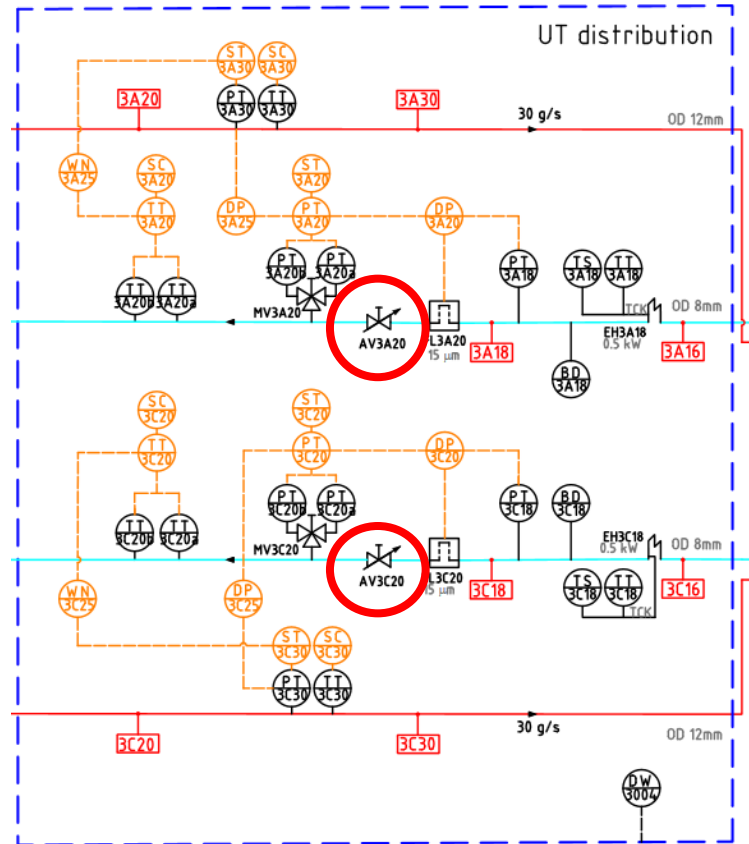 UT distribution
ST
3A30
SC
3A30
PT
3A30
TT
3A30
3A20
3A30
30 g/s
OD 12mm
WN
3A25
SC
3A20
TT
3A20
ST
3A20
DP
3A25
PT
3A20
DP
3A20
PT
3A20b
PT
3A20a
PT
3A18
TS
3A18
TT
3A18
TT
3A20b
TT
3A20a
MV3A20
AV3A20
FL3A20
15 μm
3A18
TCK
OD 8mm
EH3A18
0.5 kW
3A16
BD
3A18
SC
3C20
TT
3C20
ST
3C20
PT
3C20
DP
3C20
PT
3C20b
PT
3C20a
PT
3C18
BD
3C18
TT
3C20b
TT
3C20a
MV3C20
AV3C20
L3C20
15 μm
3C18
EH3C18
0.5 kW
OD 8mm
3C16
TS
3C18
TT
3C18
TCK
WN
3C25
DP
3C25
ST
3C30
SC
3C30
PT
3C30
TT
3C30
3C20
3C30
30 g/s
OD 12mm
DW
3004